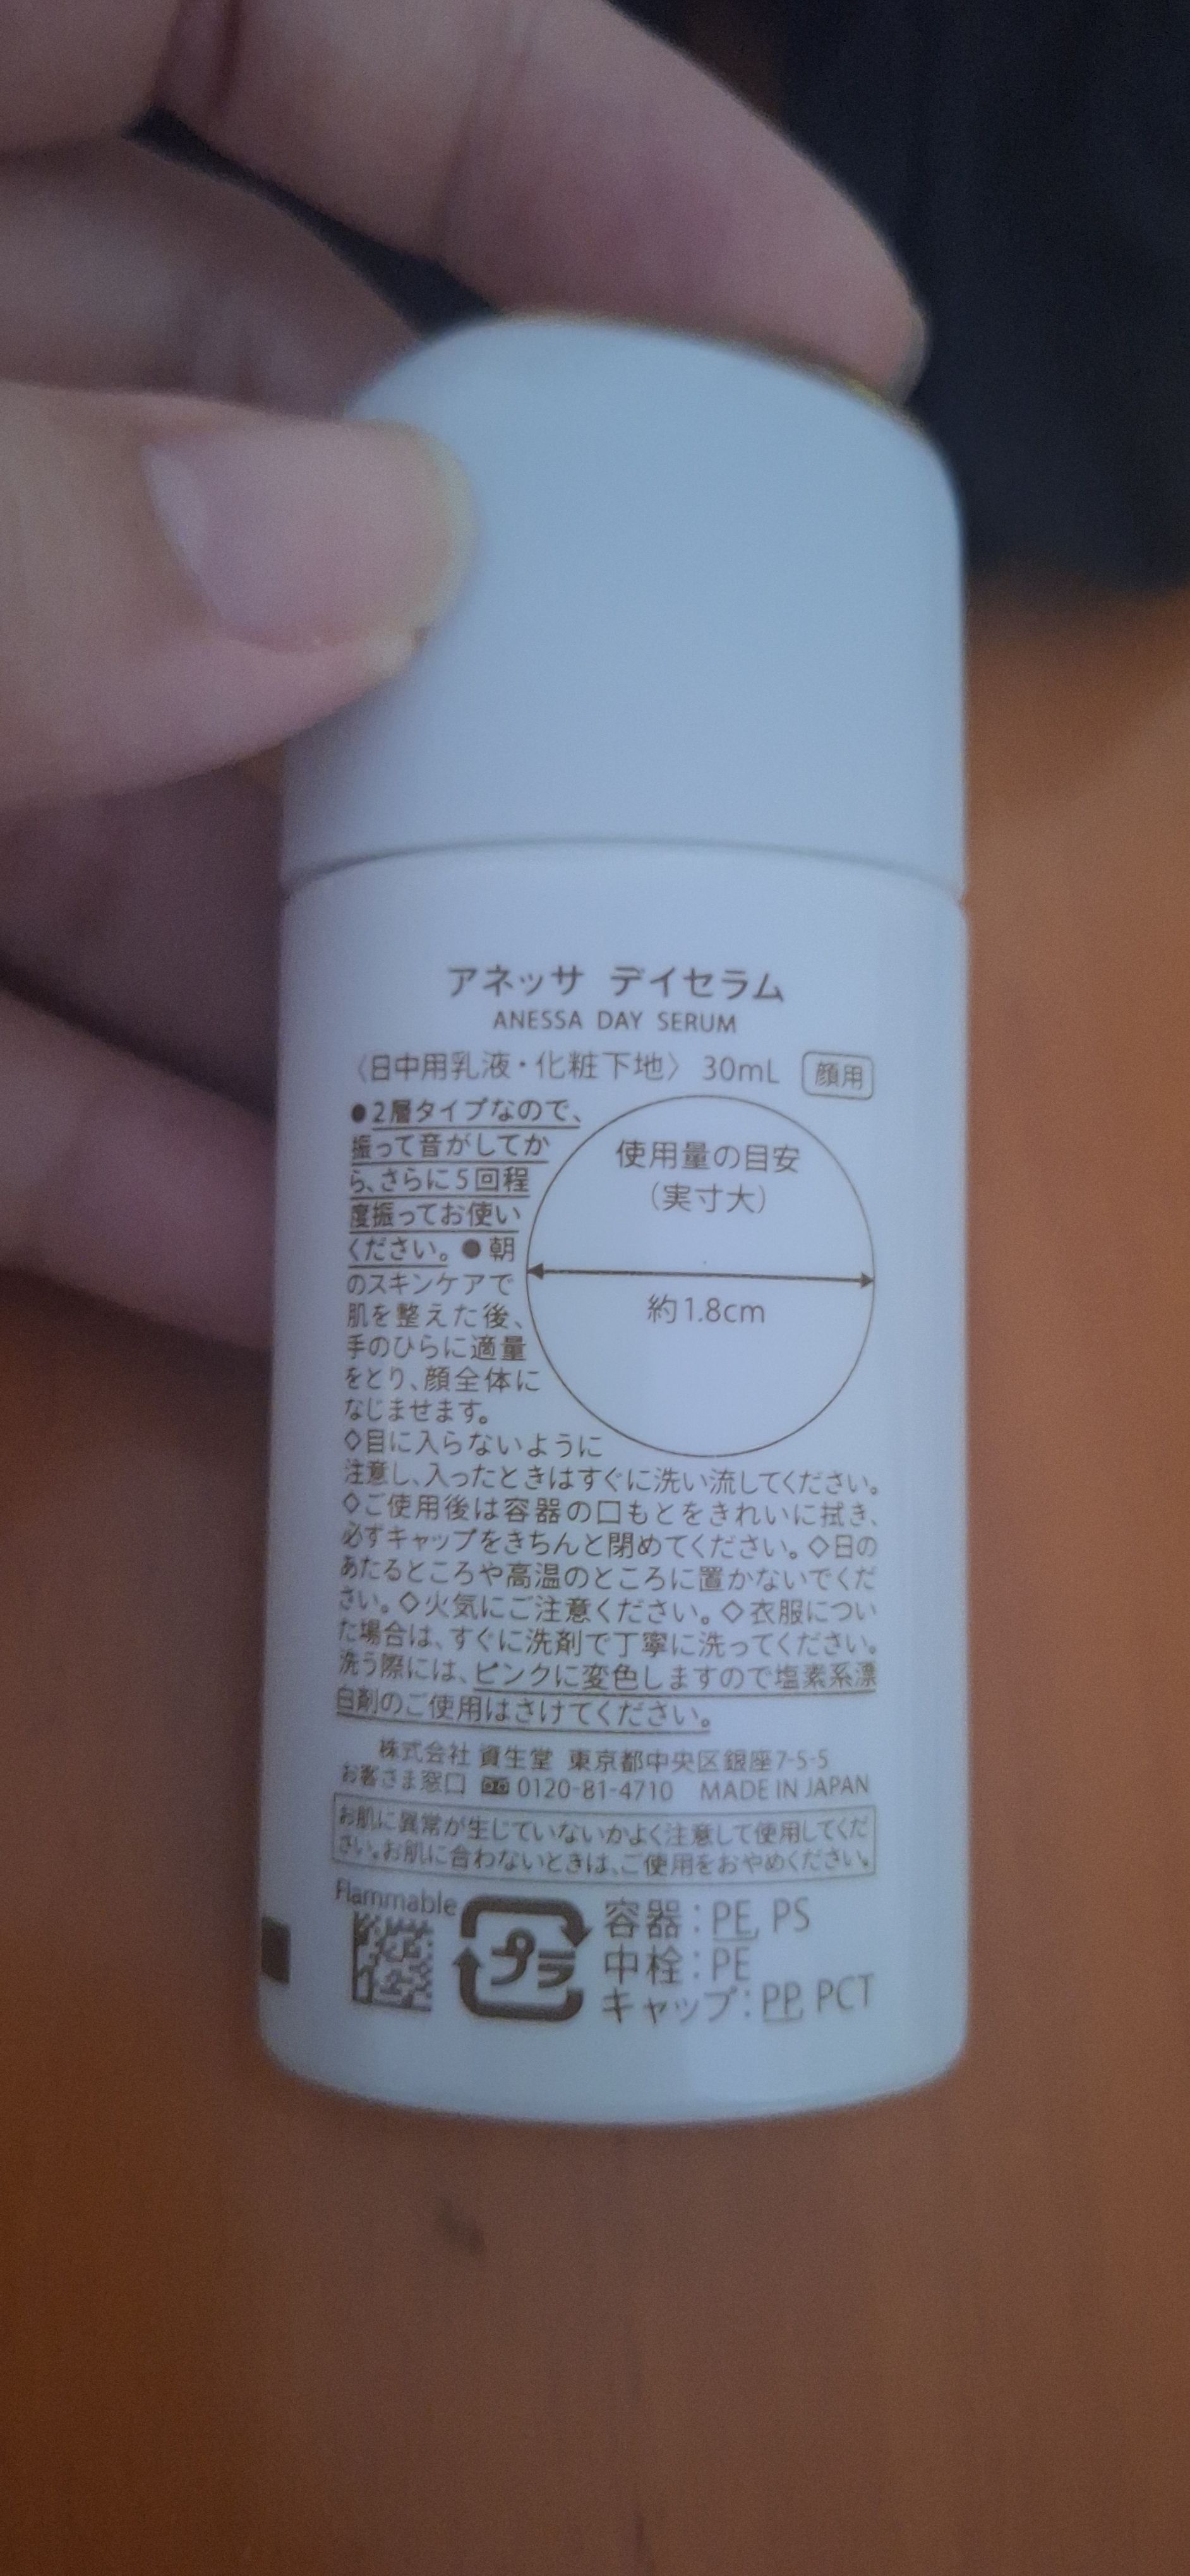 アネッサ デイセラム
ANESSA DAY SERUM
〈日中用乳液・化粧下地〉 30mL 顔用
●2層タイプなので、
振って音がしてか
ら、さらに5回程
度振ってお使い
ください。●朝
のスキンケアで
肌を整えた後、
手のひらに適量
をとり、顔全体に
なじませます。
使用量の目安
(実寸大)
約1.8cm
◇目に入らないように
注意し、入ったときはすぐに洗い流してください。
◇ご使用後は容器の口もとをきれいに拭き、
必ずキャップをきちんと閉めてください。◇日の
あたるところや高温のところに置かないでくだ
さい。◇火気にご注意ください。◇衣服につい
た場合は、すぐに洗剤で丁寧に洗ってください。
洗う際には、ピンクに変色しますので塩素系漂
白剤のご使用はさけてください。
株式会社 資生堂 東京都中央区銀座7-5-5
お客さま窓口 0120-81-4710 MADE IN JAPAN
お肌に異常が生じていないかよく注意して使用してくだ
さい。お肌に合わないときは、ご使用をおやめください。
Flammable
プラ
容器：PE, PS
中栓：PE
キャップ：PP, PCT